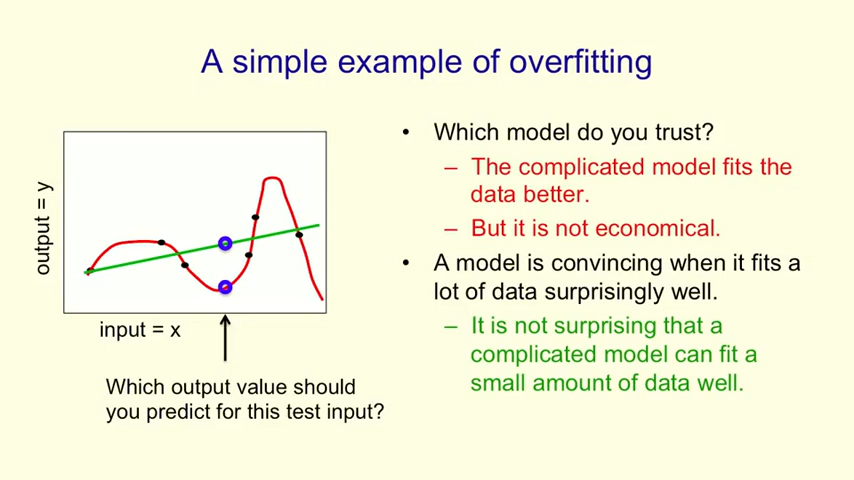 A simple example of overfitting
output = y
input = x
Which output value should
you predict for this test input?
• Which model do you trust?
– The complicated model fits the
data better.
– But it is not economical.
• A model is convincing when it fits a
lot of data surprisingly well.
– It is not surprising that a
complicated model can fit a
small amount of data well.